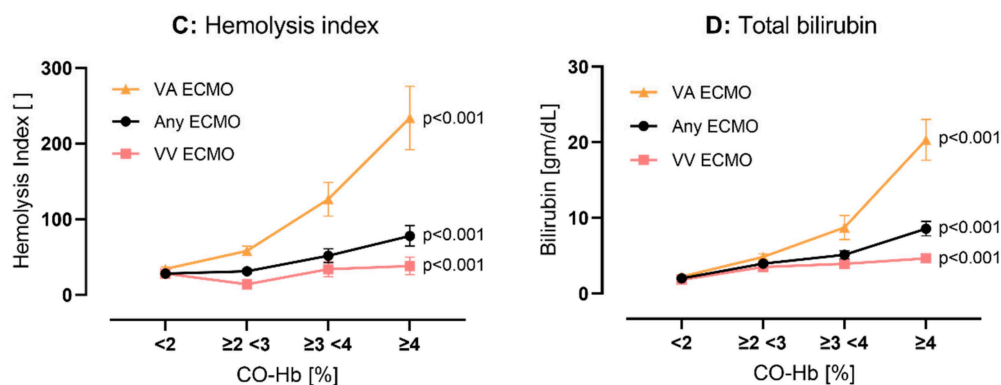 C: Hemolysis index
Hemolysis Index [ ]
300
200
100
0
VA ECMO
Any ECMO
VV ECMO
p<0.001
p<0.001
p<0.001
<2
≥2 <3
≥3 <4
≥4
CO-Hb [%]
D: Total bilirubin
Bilirubin [gm/dL]
30
20
10
0
VA ECMO
Any ECMO
VV ECMO
p<0.001
p<0.001
p<0.001
<2
≥2 <3
≥3 <4
≥4
CO-Hb [%]